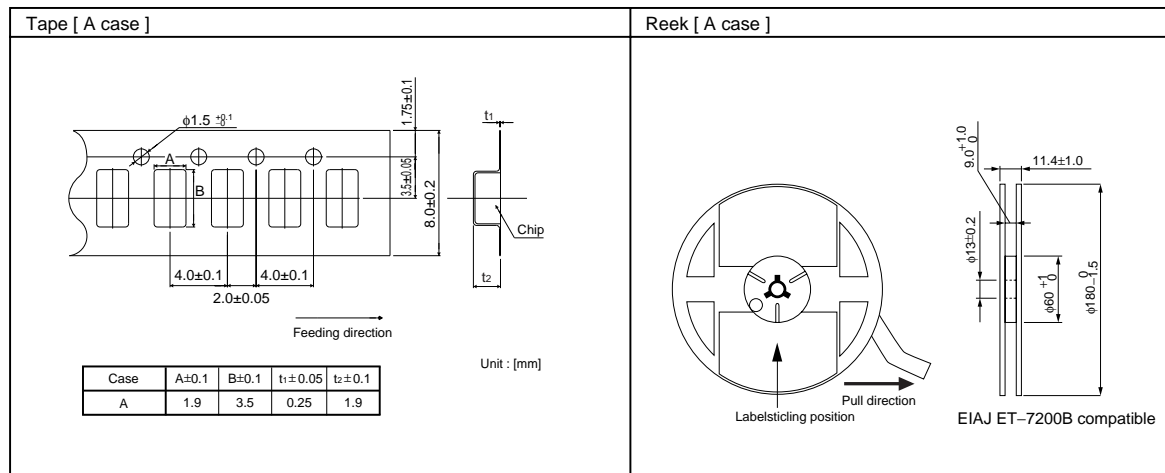 Tape [ A case ]
Reek [ A case ]
φ1.5 +0.1 −0
A
B
1.75±0.1
3.5±0.05
8.0±0.2
4.0±0.1
4.0±0.1
2.0±0.05
t1
t2
Chip
Feeding direction
Unit : [mm]
Case A±0.1 B±0.1 t1±0.05 t2±0.1
A 1.9 3.5 0.25 1.9
9.0 +1.0 0
11.4±1.0
φ13±0.2
φ60 +1 0
φ180 0 −1.5
Pull direction
Labelsticling position
EIAJ ET–7200B compatible